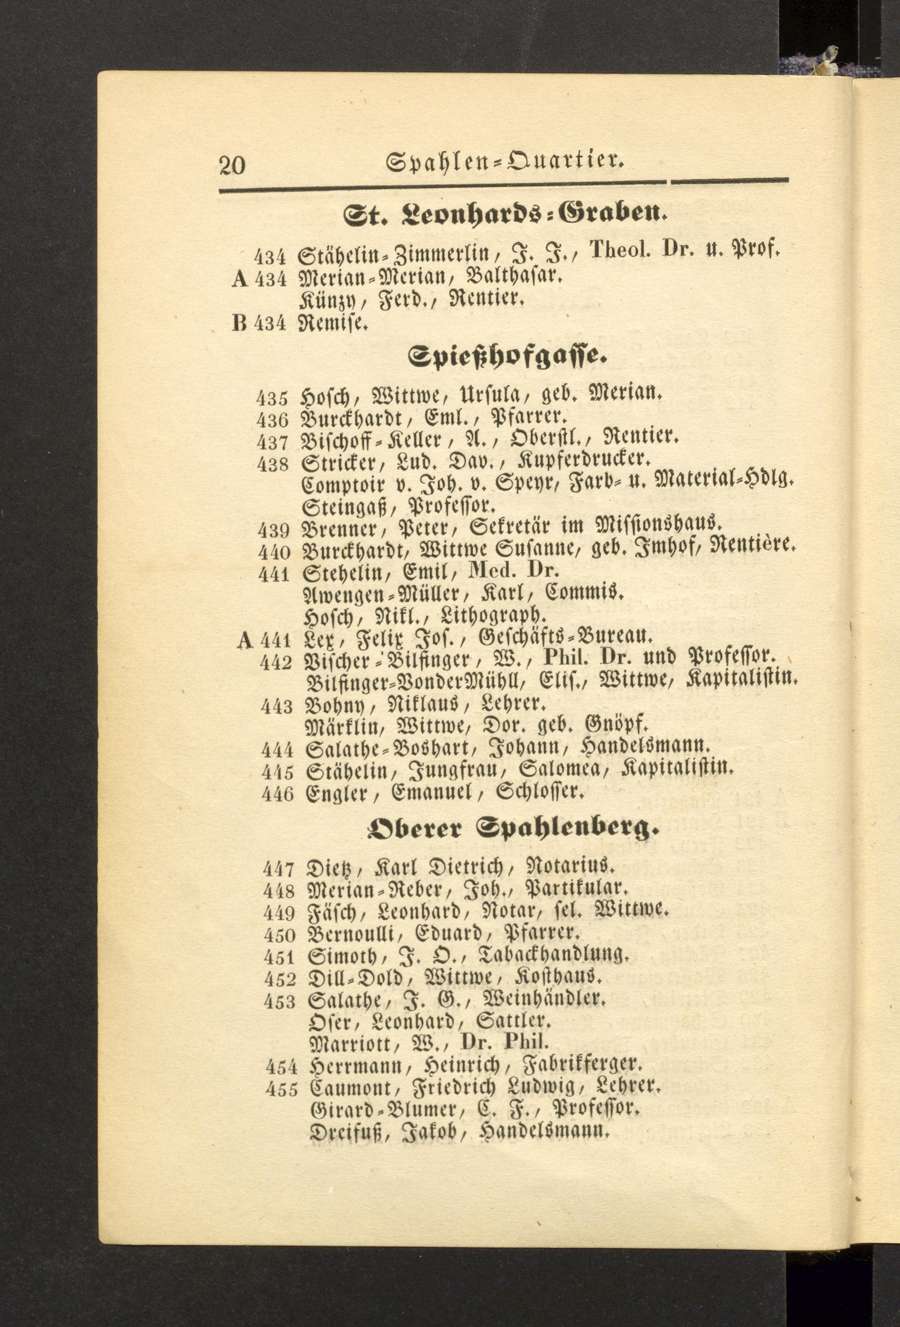 20
Spahlen-Quartier.
St. Leonhards-Graben.
434 Stähelin-Zimmerlin, J. J., Theol. Dr. u. Prof.
A 434 Merian-Merian, Balthasar.
Künzy, Ferd., Rentier.
B 434 Remise.
Spießhofgasse.
435 Hosch, Wittwe, Ursula, geb. Merian.
436 Burckhardt, Eml., Pfarrer.
437 Bischoff-Keller, A., Oberstl., Rentier.
438 Stricker, Lud. Dav., Kupferdrucker.
Comptoir v. Joh. v. Speyr, Farb- u. Material-Hdlg.
Steingaß, Professor.
439 Brenner, Peter, Sekretär im Missionshaus.
440 Burckhardt, Wittwe Susanne, geb. Imhof, Rentière.
441 Stehelin, Emil, Med. Dr.
Awengen-Müller, Karl, Commis.
Hosch, Nikl., Lithograph.
A 441 Lex, Felix Jos., Geschäfts-Bureau.
442 Vischer-Bilfinger, W., Phil. Dr. und Professor.
Bilfinger-VonderMühll, Elis., Wittwe, Kapitalistin.
443 Bohny, Niklaus, Lehrer.
Märklin, Wittwe, Dor. geb. Gnöpf.
444 Salathe-Boshart, Johann, Handelsmann.
445 Stähelin, Jungfrau, Salomea, Kapitalistin.
446 Engler, Emanuel, Schlosser.
Oberer Spahlenberg.
447 Dietz, Karl Dietrich, Notarius.
448 Merian-Reber, Joh., Partikular.
449 Fäsch, Leonhard, Notar, sel. Wittwe.
450 Bernoulli, Eduard, Pfarrer.
451 Simoth, J. O., Tabackhandlung.
452 Dill-Dold, Wittwe, Kosthaus.
453 Salathe, J. G., Weinhändler.
Oser, Leonhard, Sattler.
Marriott, W., Dr. Phil.
454 Herrmann, Heinrich, Fabrikferger.
455 Caumont, Friedrich Ludwig, Lehrer.
Girard-Blumer, C. F., Professor.
Dreifuß, Jakob, Handelsmann.